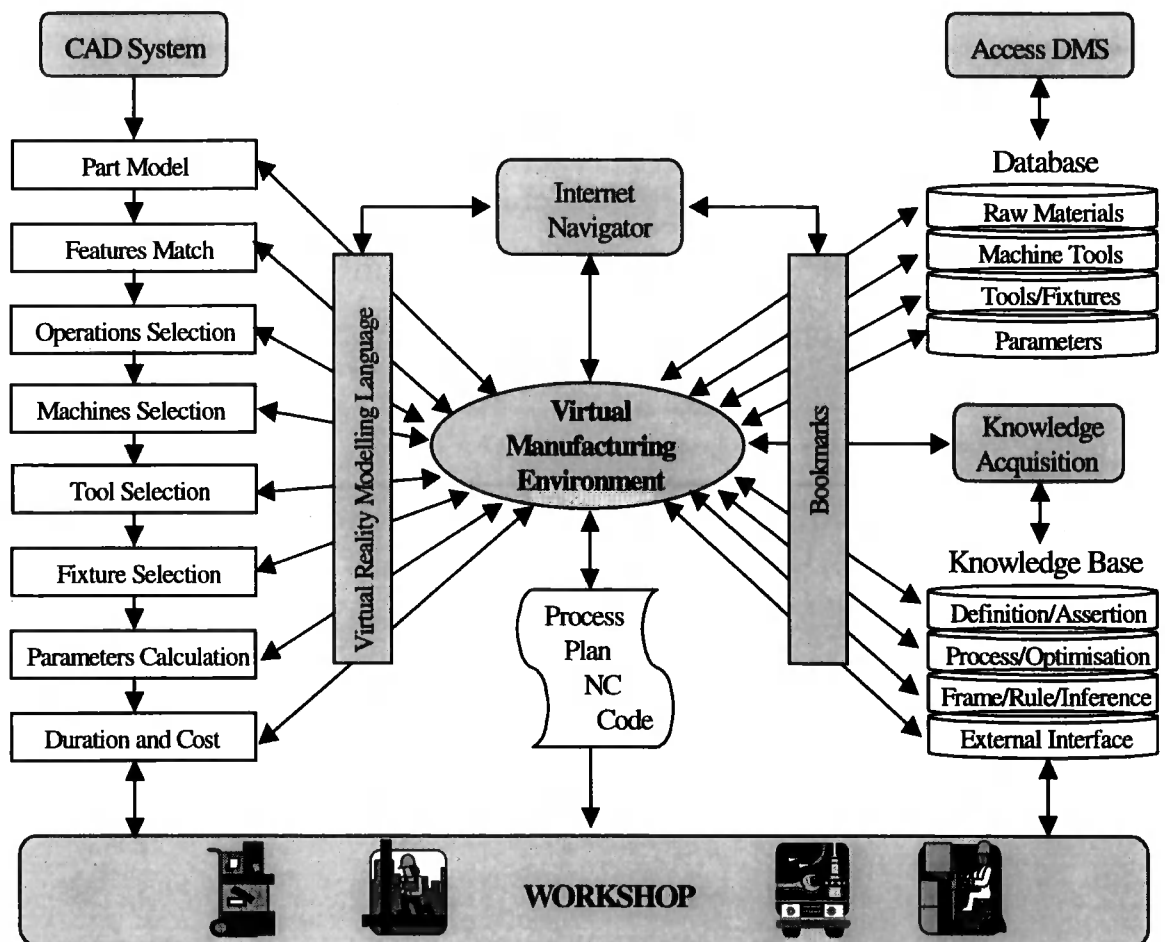 CAD System
Part Model
Features Match
Operations Selection
Machines Selection
Tool Selection
Fixture Selection
Parameters Calculation
Duration and Cost
Virtual Reality Modelling Language
Internet
Navigator
Virtual
Manufacturing
Environment
Process
Plan
NC
Code
Bookmarks
Access DMS
Database
Raw Materials
Machine Tools
Tools/Fixtures
Parameters
Knowledge
Acquisition
Knowledge Base
Definition/Assertion
Process/Optimisation
Frame/Rule/Inference
External Interface
WORKSHOP